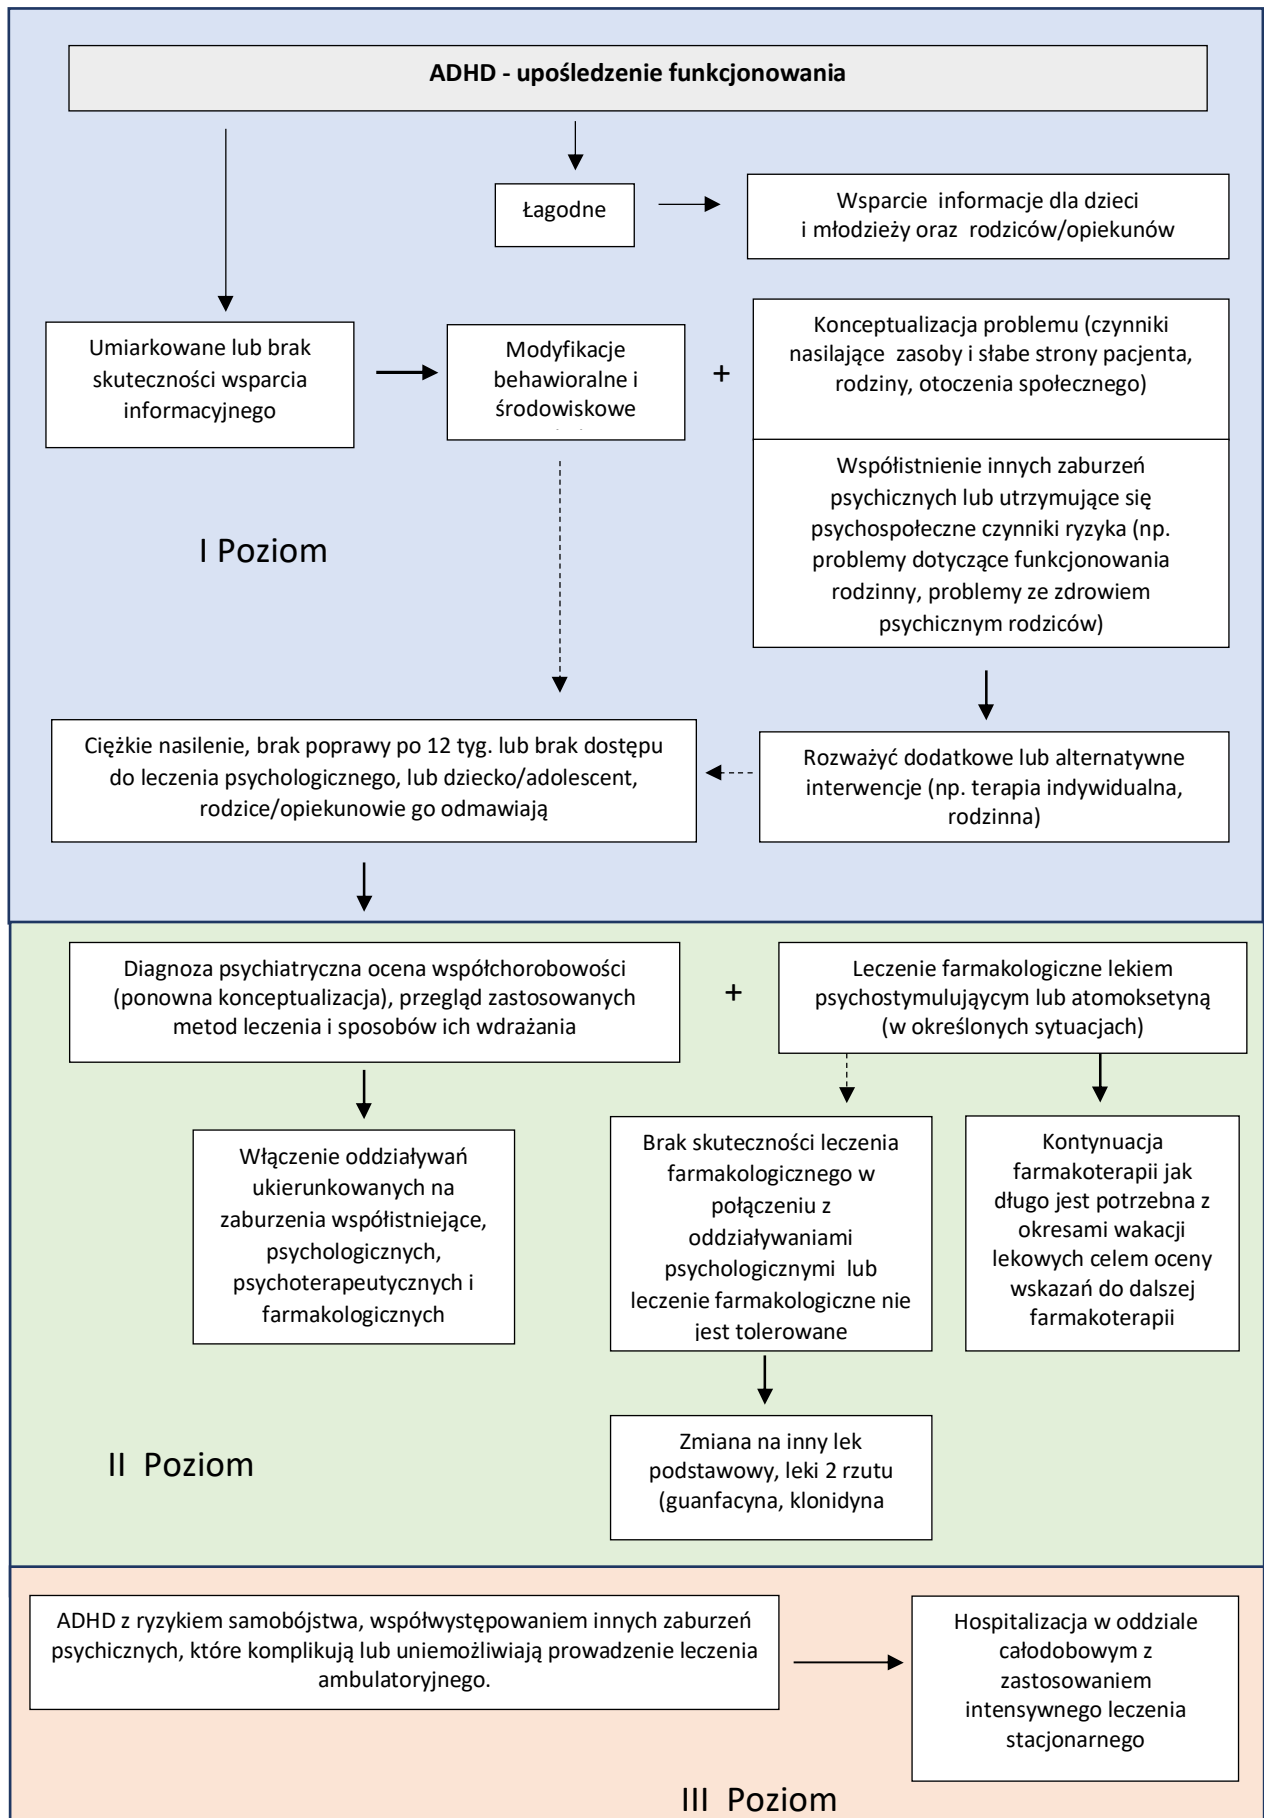 ADHD - upośledzenie funkcjonowania
Łagodne
Wsparcie informacje dla dzieci
i młodzieży oraz rodziców/opiekunów
Umiarkowane lub brak
skuteczności wsparcia
informacyjnego
Modyfikacje
behawioralne i
środowiskowe
+
Konceptualizacja problemu (czynniki
nasilające zasoby i słabe strony pacjenta,
rodziny, otoczenia społecznego)
Współistnienie innych zaburzeń
psychicznych lub utrzymujące się
psychospołeczne czynniki ryzyka (np.
problemy dotyczące funkcjonowania
rodzinny, problemy ze zdrowiem
psychicznym rodziców)
I Poziom
Ciężkie nasilenie, brak poprawy po 12 tyg. lub brak dostępu
do leczenia psychologicznego, lub dziecko/adolescent,
rodzice/opiekunowie go odmawiają
Rozważyć dodatkowe lub alternatywne
interwencje (np. terapia indywidualna,
rodzinna)
Diagnoza psychiatryczna ocena współchorobowości
(ponowna konceptualizacja), przegląd zastosowanych
metod leczenia i sposobów ich wdrażania
+
Leczenie farmakologiczne lekiem
psychostymulującycm lub atomoksetyną
(w określonych sytuacjach)
Włączenie oddziaływań
ukierunkowanych na
zaburzenia współistniejące,
psychologicznych,
psychoterapeutycznych i
farmakologicznych
Brak skuteczności leczenia
farmakologicznego w
połączeniu z
oddziaływaniami
psychologicznymi lub
leczenie farmakologiczne nie
jest tolerowane
Kontynuacja
farmakoterapii jak
długo jest potrzebna z
okresami wakacji
lekowych celem oceny
wskazań do dalszej
farmakoterapii
Zmiana na inny lek
podstawowy, leki 2 rzutu
(guanfacyna, klonidyna
II Poziom
ADHD z ryzykiem samobójstwa, współwystępowaniem innych zaburzeń
psychicznych, które komplikują lub uniemożliwiają prowadzenie leczenia
ambulatoryjnego.
Hospitalizacja w oddziale
całodobowym z
zastosowaniem
intensywnego leczenia
stacjonarnego
III Poziom